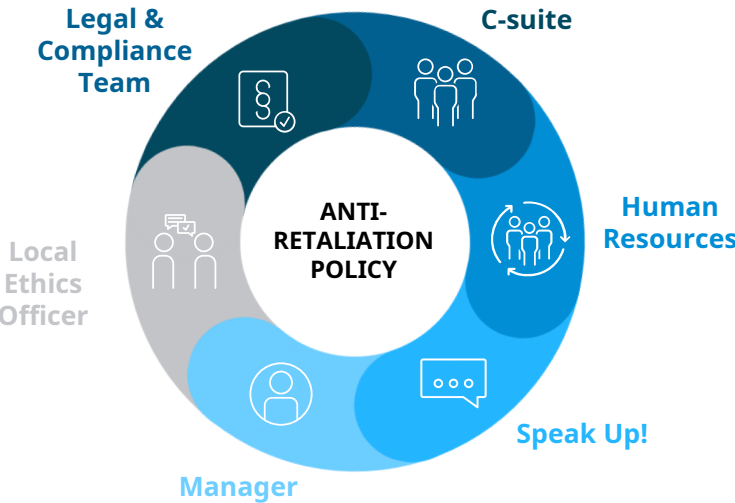 Legal &
Compliance
Team
C-suite
Human
Resources
ANTI-
RETALIATION
POLICY
Local
Ethics
Officer
Speak Up!
Manager